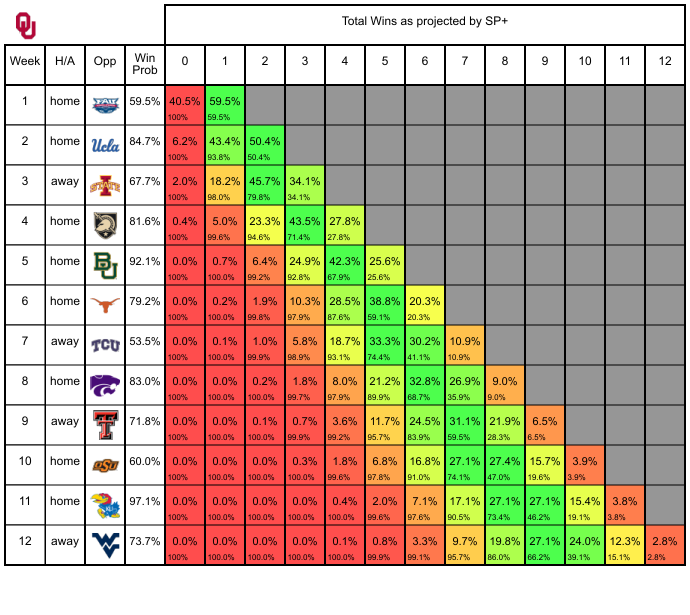 OU
Total Wins as projected by SP+
Week H/A Opp Win Prob 0 1 2 3 4 5 6 7 8 9 10 11 12
1 home FAU 59.5% 40.5% 59.5%
100% 59.5%
2 home Ucla 84.7% 6.2% 43.4% 50.4%
100% 93.8% 50.4%
3 away I STATE 67.7% 2.0% 18.2% 45.7% 34.1%
100% 98.0% 79.8% 34.1%
4 home 81.6% 0.4% 5.0% 23.3% 43.5% 27.8%
100% 99.6% 94.6% 71.4% 27.8%
5 home BU 92.1% 0.0% 0.7% 6.4% 24.9% 42.3% 25.6%
100% 100.0% 99.2% 92.8% 67.9% 25.6%
6 home 79.2% 0.0% 0.2% 1.9% 10.3% 28.5% 38.8% 20.3%
100% 100.0% 99.8% 97.9% 87.6% 59.1% 20.3%
7 away TCU 53.5% 0.0% 0.1% 1.0% 5.8% 18.7% 33.3% 30.2% 10.9%
100% 100.0% 99.9% 98.9% 93.1% 74.4% 41.1% 10.9%
8 home 83.0% 0.0% 0.0% 0.2% 1.8% 8.0% 21.2% 32.8% 26.9% 9.0%
100% 100.0% 100.0% 99.7% 97.9% 89.9% 68.7% 35.9% 9.0%
9 away T 71.8% 0.0% 0.0% 0.1% 0.7% 3.6% 11.7% 24.5% 31.1% 21.9% 6.5%
100% 100.0% 100.0% 99.9% 99.2% 95.7% 83.9% 59.5% 28.3% 6.5%
10 home OSU 60.0% 0.0% 0.0% 0.0% 0.3% 1.8% 6.8% 16.8% 27.1% 27.4% 15.7% 3.9%
100% 100.0% 100.0% 100.0% 99.6% 97.8% 91.0% 74.1% 47.0% 19.6% 3.9%
11 home KU 97.1% 0.0% 0.0% 0.0% 0.0% 0.4% 2.0% 7.1% 17.1% 27.1% 27.1% 15.4% 3.8%
100% 100.0% 100.0% 100.0% 100.0% 99.6% 97.6% 90.5% 73.4% 46.2% 19.1% 3.8%
12 away WV 73.7% 0.0% 0.0% 0.0% 0.0% 0.1% 0.8% 3.3% 9.7% 19.8% 27.1% 24.0% 12.3% 2.8%
100% 100.0% 100.0% 100.0% 100.0% 99.9% 99.1% 95.7% 86.0% 66.2% 39.1% 15.1% 2.8%